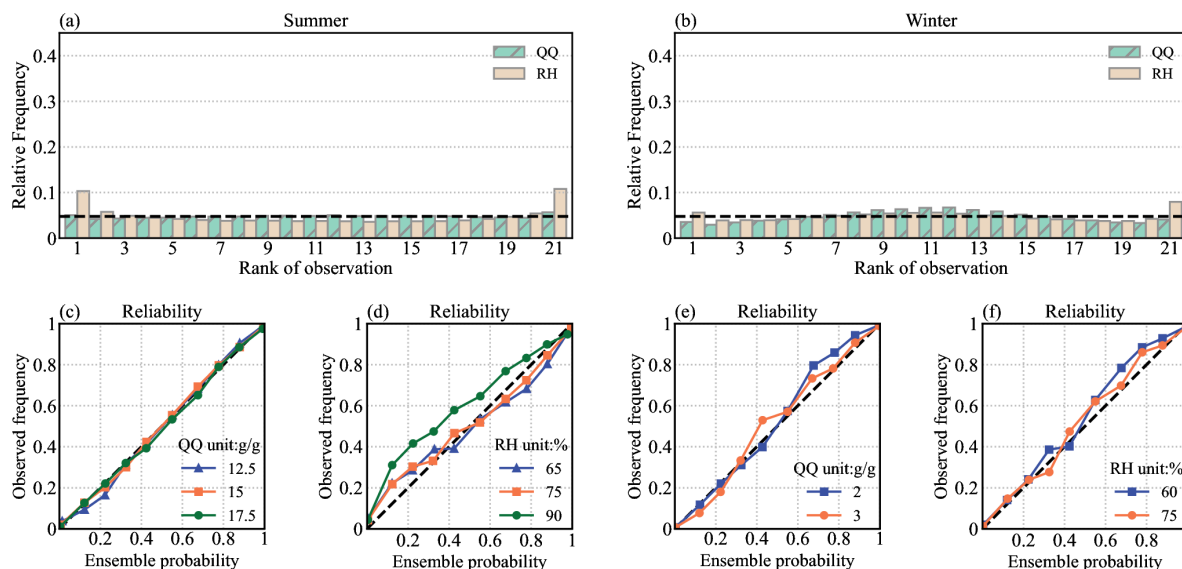 (a) Summer
Relative Frequency
0.4
0.3
0.2
0.1
0
QQ
RH
1 3 5 7 9 11 13 15 17 19 21
Rank of observation
(b) Winter
Relative Frequency
0.4
0.3
0.2
0.1
0
QQ
RH
1 3 5 7 9 11 13 15 17 19 21
Rank of observation
(c) Reliability
Observed frequency
1
0.8
0.6
0.4
0.2
0
QQ unit:g/g
12.5
15
17.5
0.2 0.4 0.6 0.8 1
Ensemble probability
(d) Reliability
Observed frequency
1
0.8
0.6
0.4
0.2
0
RH unit:%
65
75
90
0.2 0.4 0.6 0.8 1
Ensemble probability
(e) Reliability
Observed frequency
1
0.8
0.6
0.4
0.2
0
QQ unit:g/g
2
3
0.2 0.4 0.6 0.8 1
Ensemble probability
(f) Reliability
Observed frequency
1
0.8
0.6
0.4
0.2
0
RH unit:%
60
75
0.2 0.4 0.6 0.8
Ensemble probability